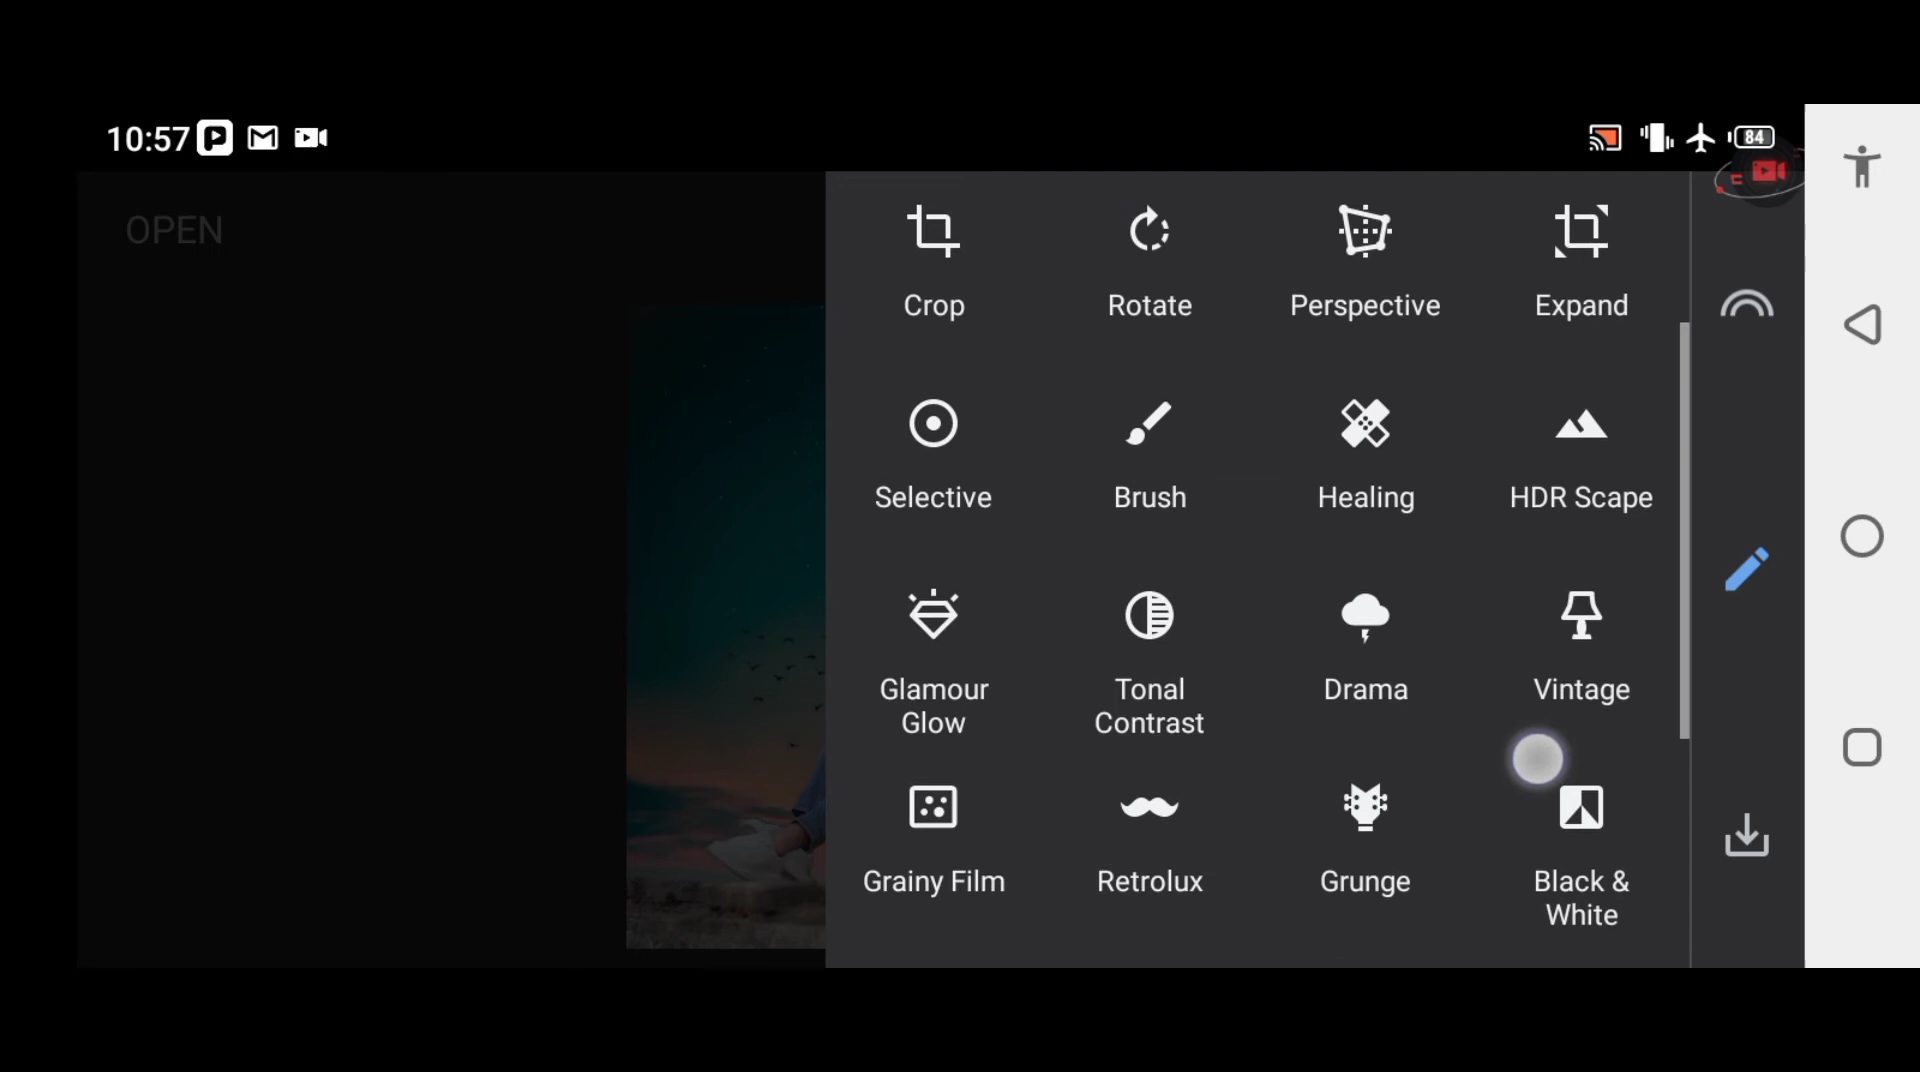 10:57
84
OPEN
Crop
Rotate
Perspective
Expand
Selective
Brush
Healing
HDR Scape
Glamour
Glow
Tonal
Contrast
Drama
Vintage
Grainy Film
Retrolux
Grunge
Black &
White